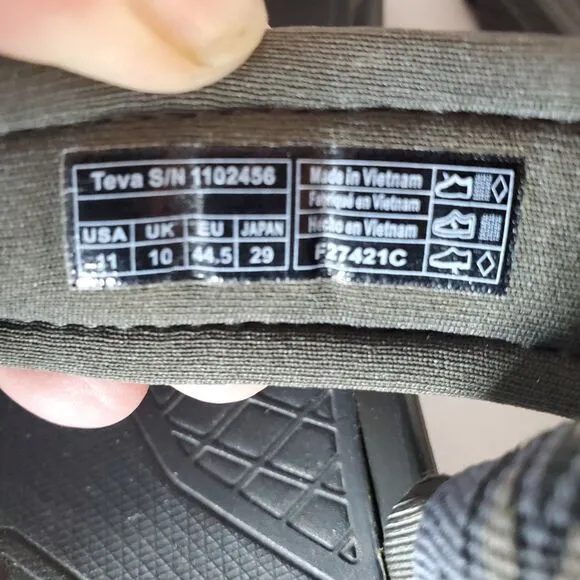 Teva S/N 1102456
Made in Vietnam
Fabriqué en Vietnam
Hecho en Vietnam
F27421C
USA UK EU JAPAN
11 10 44.5 29